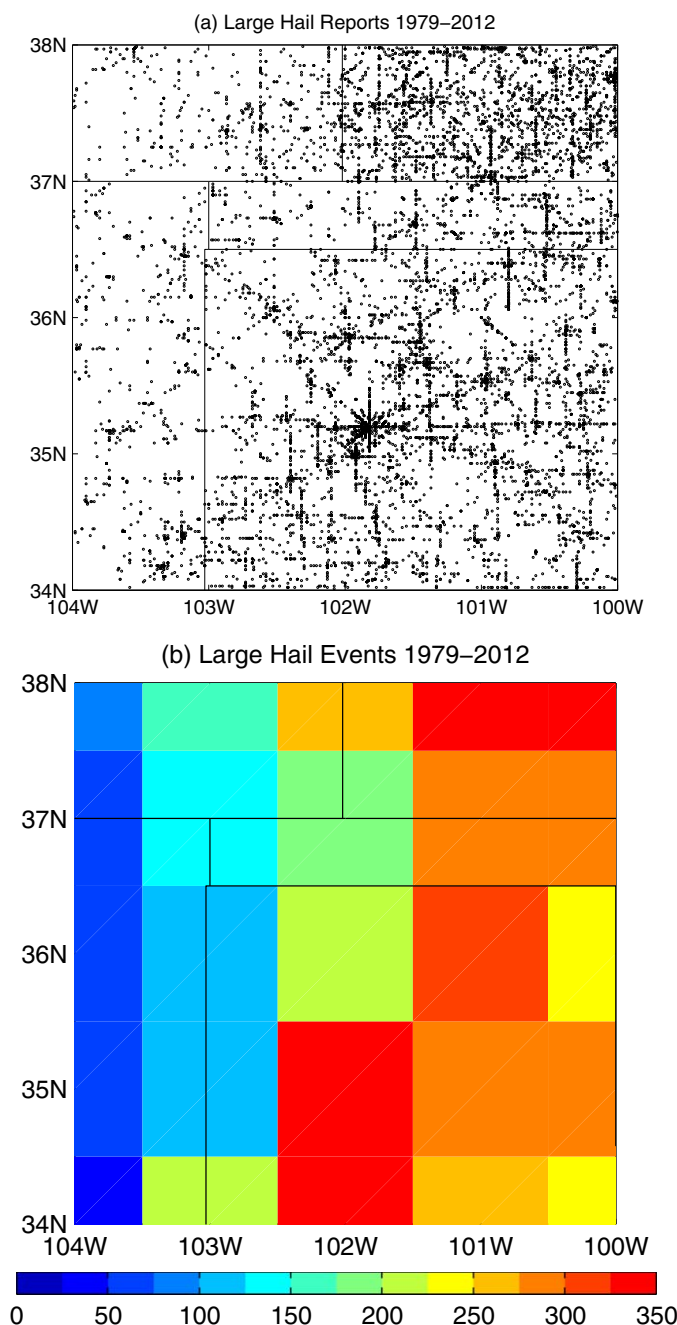 (a) Large Hail Reports 1979−2012
38N
37N
36N
35N
34N
104W 103W 102W 101W 100W
(b) Large Hail Events 1979−2012
38N
37N
36N
35N
34N
104W 103W 102W 101W 100W
0 50 100 150 200 250 300 350